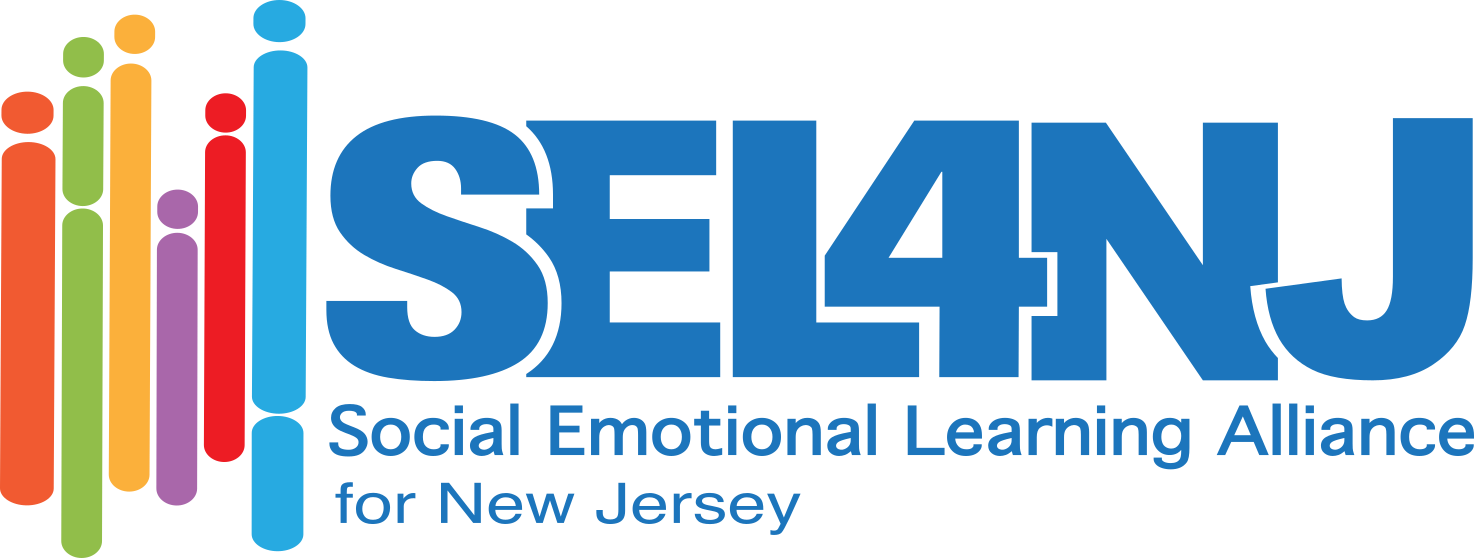 SEL4NJ
Social Emotional Learning Alliance
for New Jersey